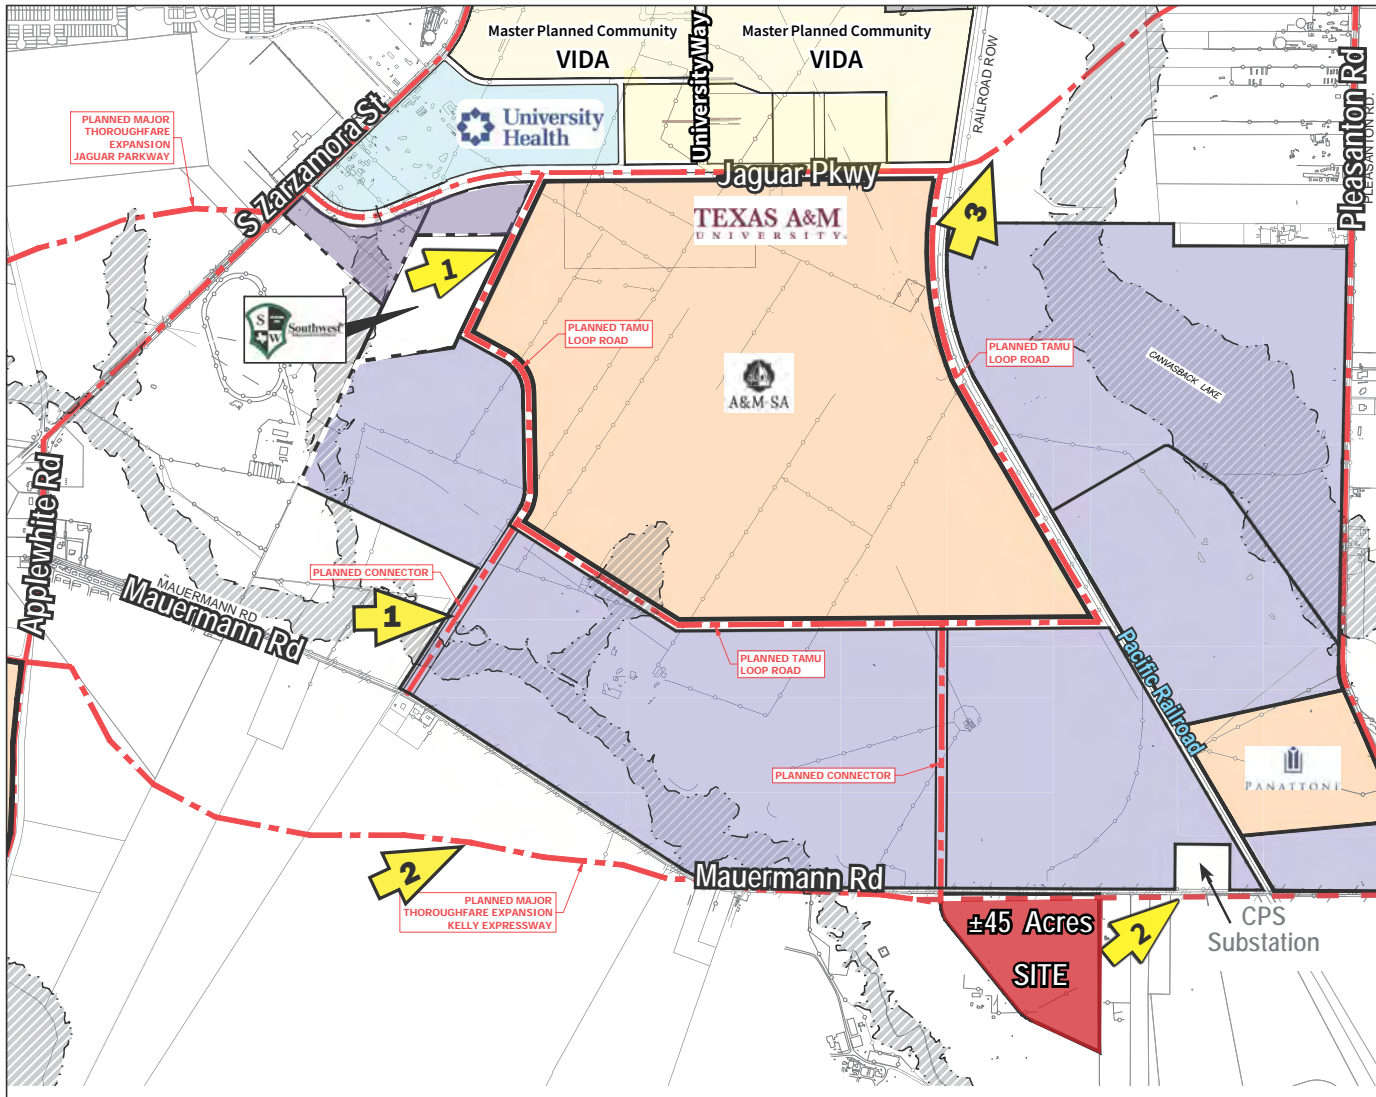 Master Planned Community
VIDA
Master Planned Community
VIDA
University Way
RAILROAD ROW
Pleasanton Rd
PLEASANTON RD.
PLANNED MAJOR
THOROUGHFARE
EXPANSION
JAGUAR PARKWAY
S Zarzamora St
University
Health
Jaguar Pkwy
TEXAS A&M
UNIVERSITY
3
1
S
W
Southwest
PLANNED TAMU
LOOP ROAD
PLANNED TAMU
LOOP ROAD
CANVASBACK LAKE
A&M-SA
Applewhite Rd
PLANNED CONNECTOR
MAUERMANN RD
Mauermann Rd
1
PLANNED TAMU
LOOP ROAD
Pacific Railroad
PANATTONI
PLANNED CONNECTOR
2
Mauermann Rd
PLANNED MAJOR
THOROUGHFARE EXPANSION
KELLY EXPRESSWAY
±45 Acres
SITE
2
CPS
Substation